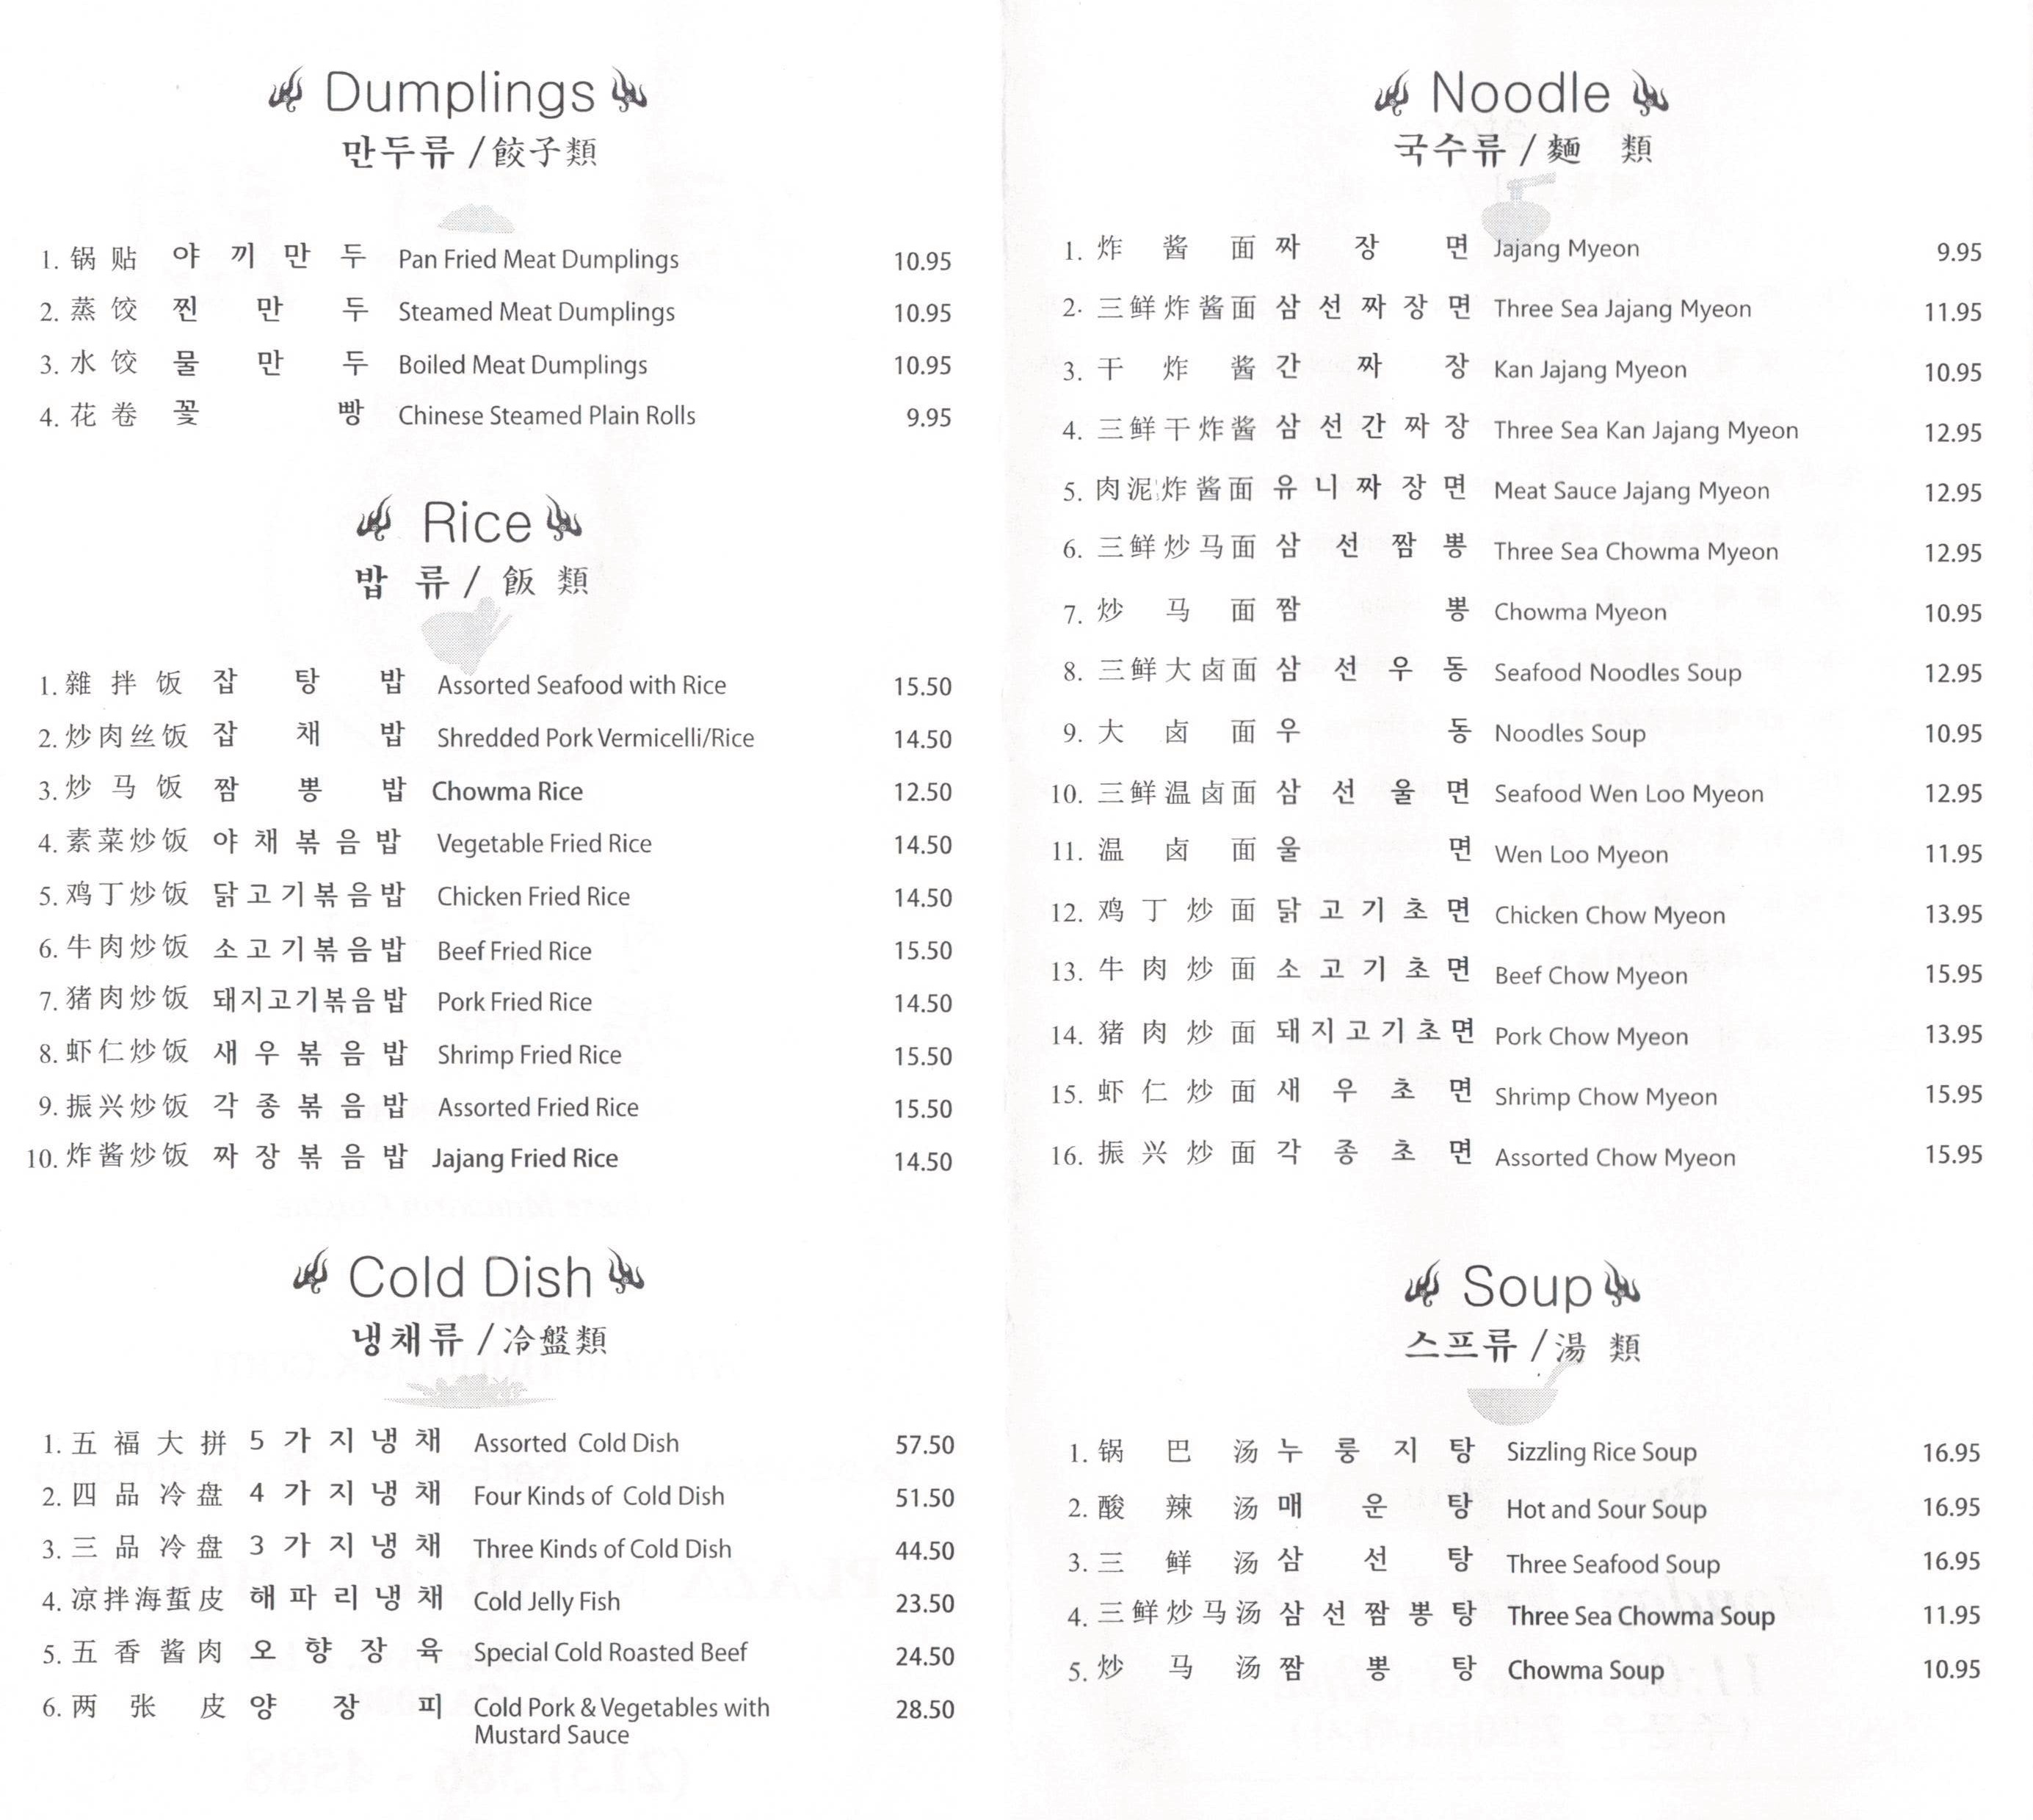 Dumplings
만두류 / 餃子類
1. 锅贴 야끼만두 Pan Fried Meat Dumplings 10.95
2. 蒸饺 찐만두 Steamed Meat Dumplings 10.95
3. 水饺 물만두 Boiled Meat Dumplings 10.95
4. 花卷 꽃빵 Chinese Steamed Plain Rolls 9.95
Rice
밥류 / 飯類
1. 雜拌饭 잡탕밥 Assorted Seafood with Rice 15.50
2. 炒肉丝饭 잡채밥 Shredded Pork Vermicelli/Rice 14.50
3. 炒马饭 짬뽕밥 Chowma Rice 12.50
4. 素菜炒饭 야채볶음밥 Vegetable Fried Rice 14.50
5. 鸡丁炒饭 닭고기볶음밥 Chicken Fried Rice 14.50
6. 牛肉炒饭 소고기볶음밥 Beef Fried Rice 15.50
7. 猪肉炒饭 돼지고기볶음밥 Pork Fried Rice 14.50
8. 虾仁炒饭 새우볶음밥 Shrimp Fried Rice 15.50
9. 振兴炒饭 각종볶음밥 Assorted Fried Rice 15.50
10. 炸酱炒饭 짜장볶음밥 Jajang Fried Rice 14.50
Cold Dish
냉채류 / 冷盤類
1. 五福大拼 5가지냉채 Assorted Cold Dish 57.50
2. 四品冷盘 4가지냉채 Four Kinds of Cold Dish 51.50
3. 三品冷盘 3가지냉채 Three Kinds of Cold Dish 44.50
4. 凉拌海蜇皮 해파리냉채 Cold Jelly Fish 23.50
5. 五香酱肉 오향장육 Special Cold Roasted Beef 24.50
6. 两张皮 양장피 Cold Pork & Vegetables with 28.50
Mustard Sauce
Noodle
국수류 / 麵類
1. 炸酱面 짜장면 Jajang Myeon 9.95
2. 三鲜炸酱面 삼선짜장면 Three Sea Jajang Myeon 11.95
3. 干炸酱 간짜장 Kan Jajang Myeon 10.95
4. 三鲜干炸酱 삼선간짜장 Three Sea Kan Jajang Myeon 12.95
5. 肉泥炸酱面 유니짜장면 Meat Sauce Jajang Myeon 12.95
6. 三鲜炒马面 삼선짬뽕 Three Sea Chowma Myeon 12.95
7. 炒马面 짬뽕 Chowma Myeon 10.95
8. 三鲜大卤面 삼선우동 Seafood Noodles Soup 12.95
9. 大卤面 우동 Noodles Soup 10.95
10. 三鲜温卤面 삼선울면 Seafood Wen Loo Myeon 12.95
11. 温卤面 울면 Wen Loo Myeon 11.95
12. 鸡丁炒面 닭고기초면 Chicken Chow Myeon 13.95
13. 牛肉炒面 소고기초면 Beef Chow Myeon 15.95
14. 猪肉炒面 돼지고기초면 Pork Chow Myeon 13.95
15. 虾仁炒面 새우초면 Shrimp Chow Myeon 15.95
16. 振兴炒面 각종초면 Assorted Chow Myeon 15.95
Soup
스프류 / 湯類
1. 锅巴汤 누룽지탕 Sizzling Rice Soup 16.95
2. 酸辣汤 매운탕 Hot and Sour Soup 16.95
3. 三鲜汤 삼선탕 Three Seafood Soup 16.95
4. 三鲜炒马汤 삼선짬뽕탕 Three Sea Chowma Soup 11.95
5. 炒马汤 짬뽕탕 Chowma Soup 10.95